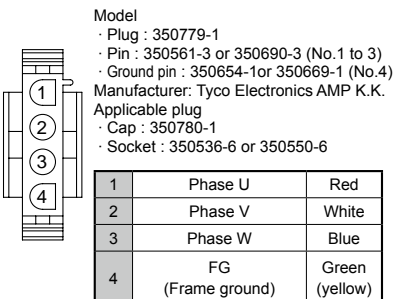 Model
· Plug : 350779-1
· Pin : 350561-3 or 350690-3 (No.1 to 3)
· Ground pin : 350654-1or 350669-1 (No.4)
Manufacturer: Tyco Electronics AMP K.K.
Applicable plug
· Cap : 350780-1
· Socket : 350536-6 or 350550-6
1
2
3
4
1 Phase U Red
2 Phase V White
3 Phase W Blue
4 FG (Frame ground) Green (yellow)